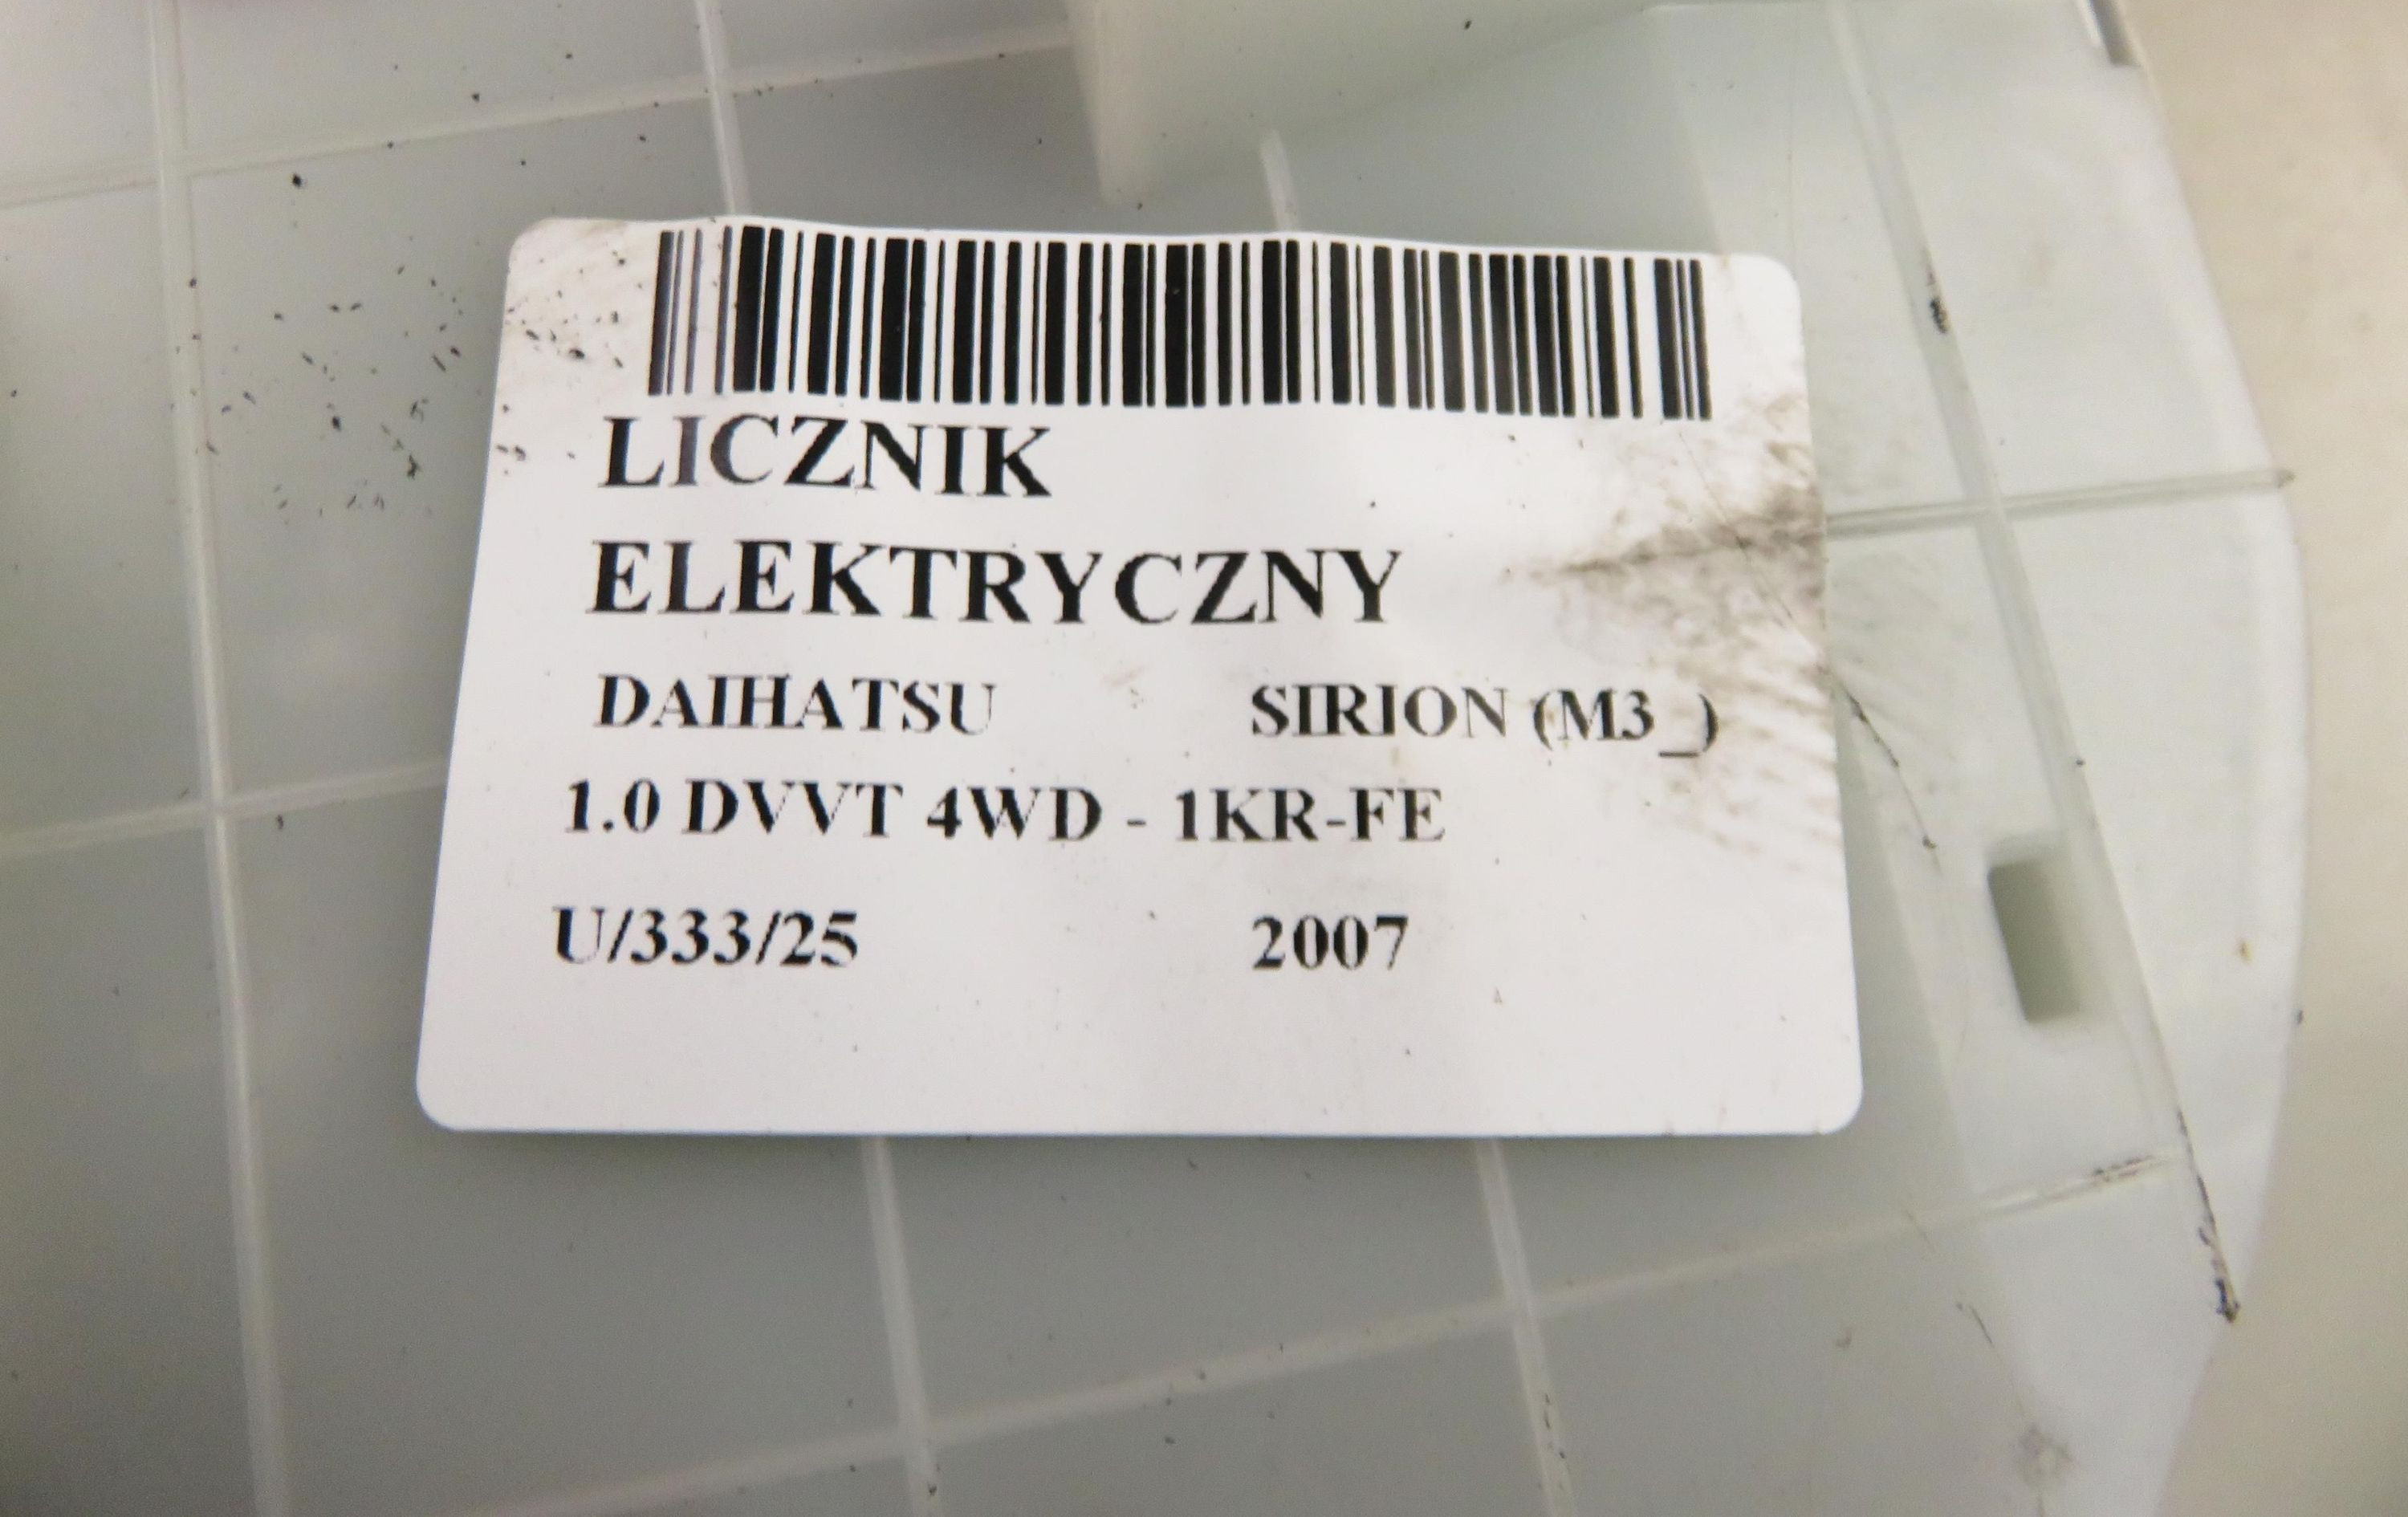 LICZNIK
ELEKTRYCZNY
DAIHATSU SIRION (M3_)
1.0 DVVT 4WD - 1KR-FE
U/333/25 2007